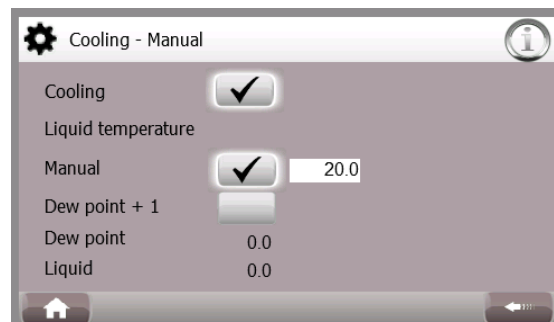 Cooling - Manual
Cooling
Liquid temperature
Manual 20.0
Dew point + 1
Dew point 0.0
Liquid 0.0